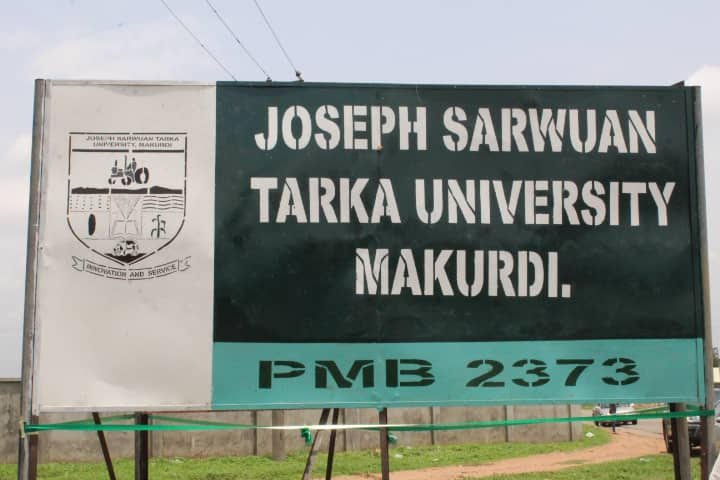 JOSEPH SARWUAN TARKA
UNIVERSITY, MAKURDI
INNOVATION AND SERVICE
JOSEPH SARWUAN
TARKA UNIVERSITY
MAKURDI.
PMB 2373